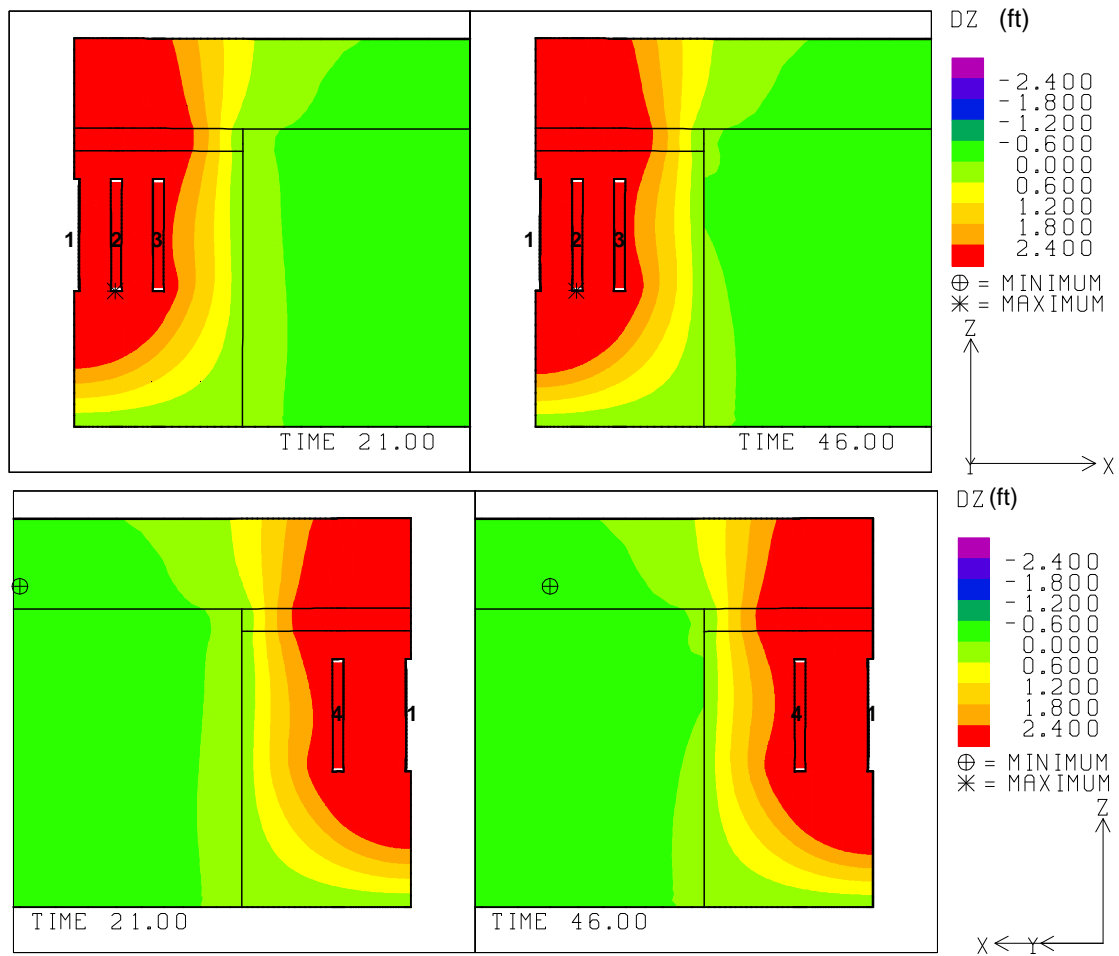 DZ (ft)
-2.400
-1.800
-1.200
-0.600
0.000
0.600
1.200
1.800
2.400
⊕ = MINIMUM
✳ = MAXIMUM
1
2
3
TIME 21.00
1
2
3
TIME 46.00
Z
Y
X
DZ (ft)
-2.400
-1.800
-1.200
-0.600
0.000
0.600
1.200
1.800
2.400
⊕ = MINIMUM
✳ = MAXIMUM
4
1
TIME 21.00
4
1
TIME 46.00
Z
X
Y